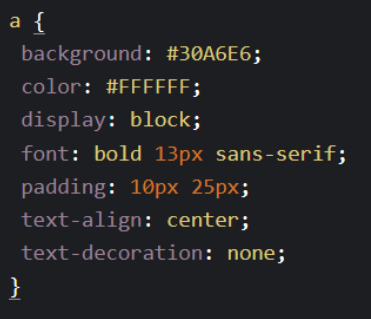 a {
background: #30A6E6;
color: #FFFFFF;
display: block;
font: bold 13px sans-serif;
padding: 10px 25px;
text-align: center;
text-decoration: none;
}